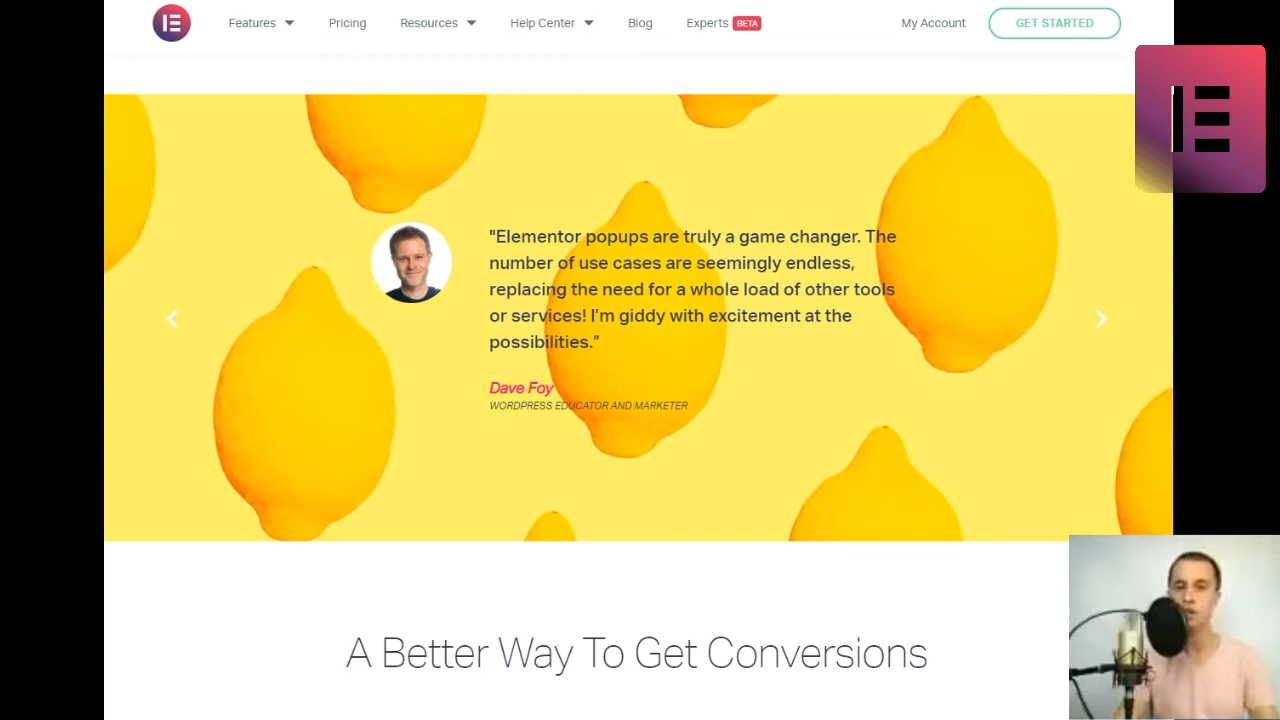 Features Pricing Resources Help Center Blog Experts BETA My Account GET STARTED
"Elementor popups are truly a game changer. The
number of use cases are seemingly endless,
replacing the need for a whole load of other tools
or services! I'm giddy with excitement at the
possibilities."
Dave Foy
WORDPRESS EDUCATOR AND MARKETER
A Better Way To Get Conversions